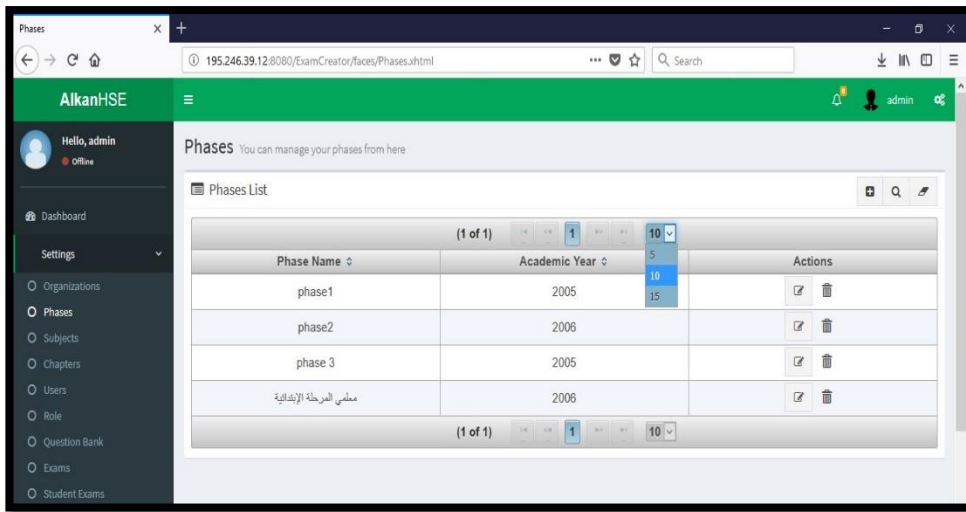 Phases
195.246.39.12:8080/ExamCreator/faces/Phases.xhtml
Search
AlkanHSE
admin
Hello, admin
Offline
Phases You can manage your phases from here
Phases List
Dashboard
Settings
Organizations
Phases
Subjects
Chapters
Users
Role
Question Bank
Exams
Student Exams
(1 of 1) 1 10
5
10
15
Phase Name Academic Year Actions
phase1 2005
phase2 2006
phase 3 2005
معلمي المرحلة الإبتدائية 2006
(1 of 1) 1 10